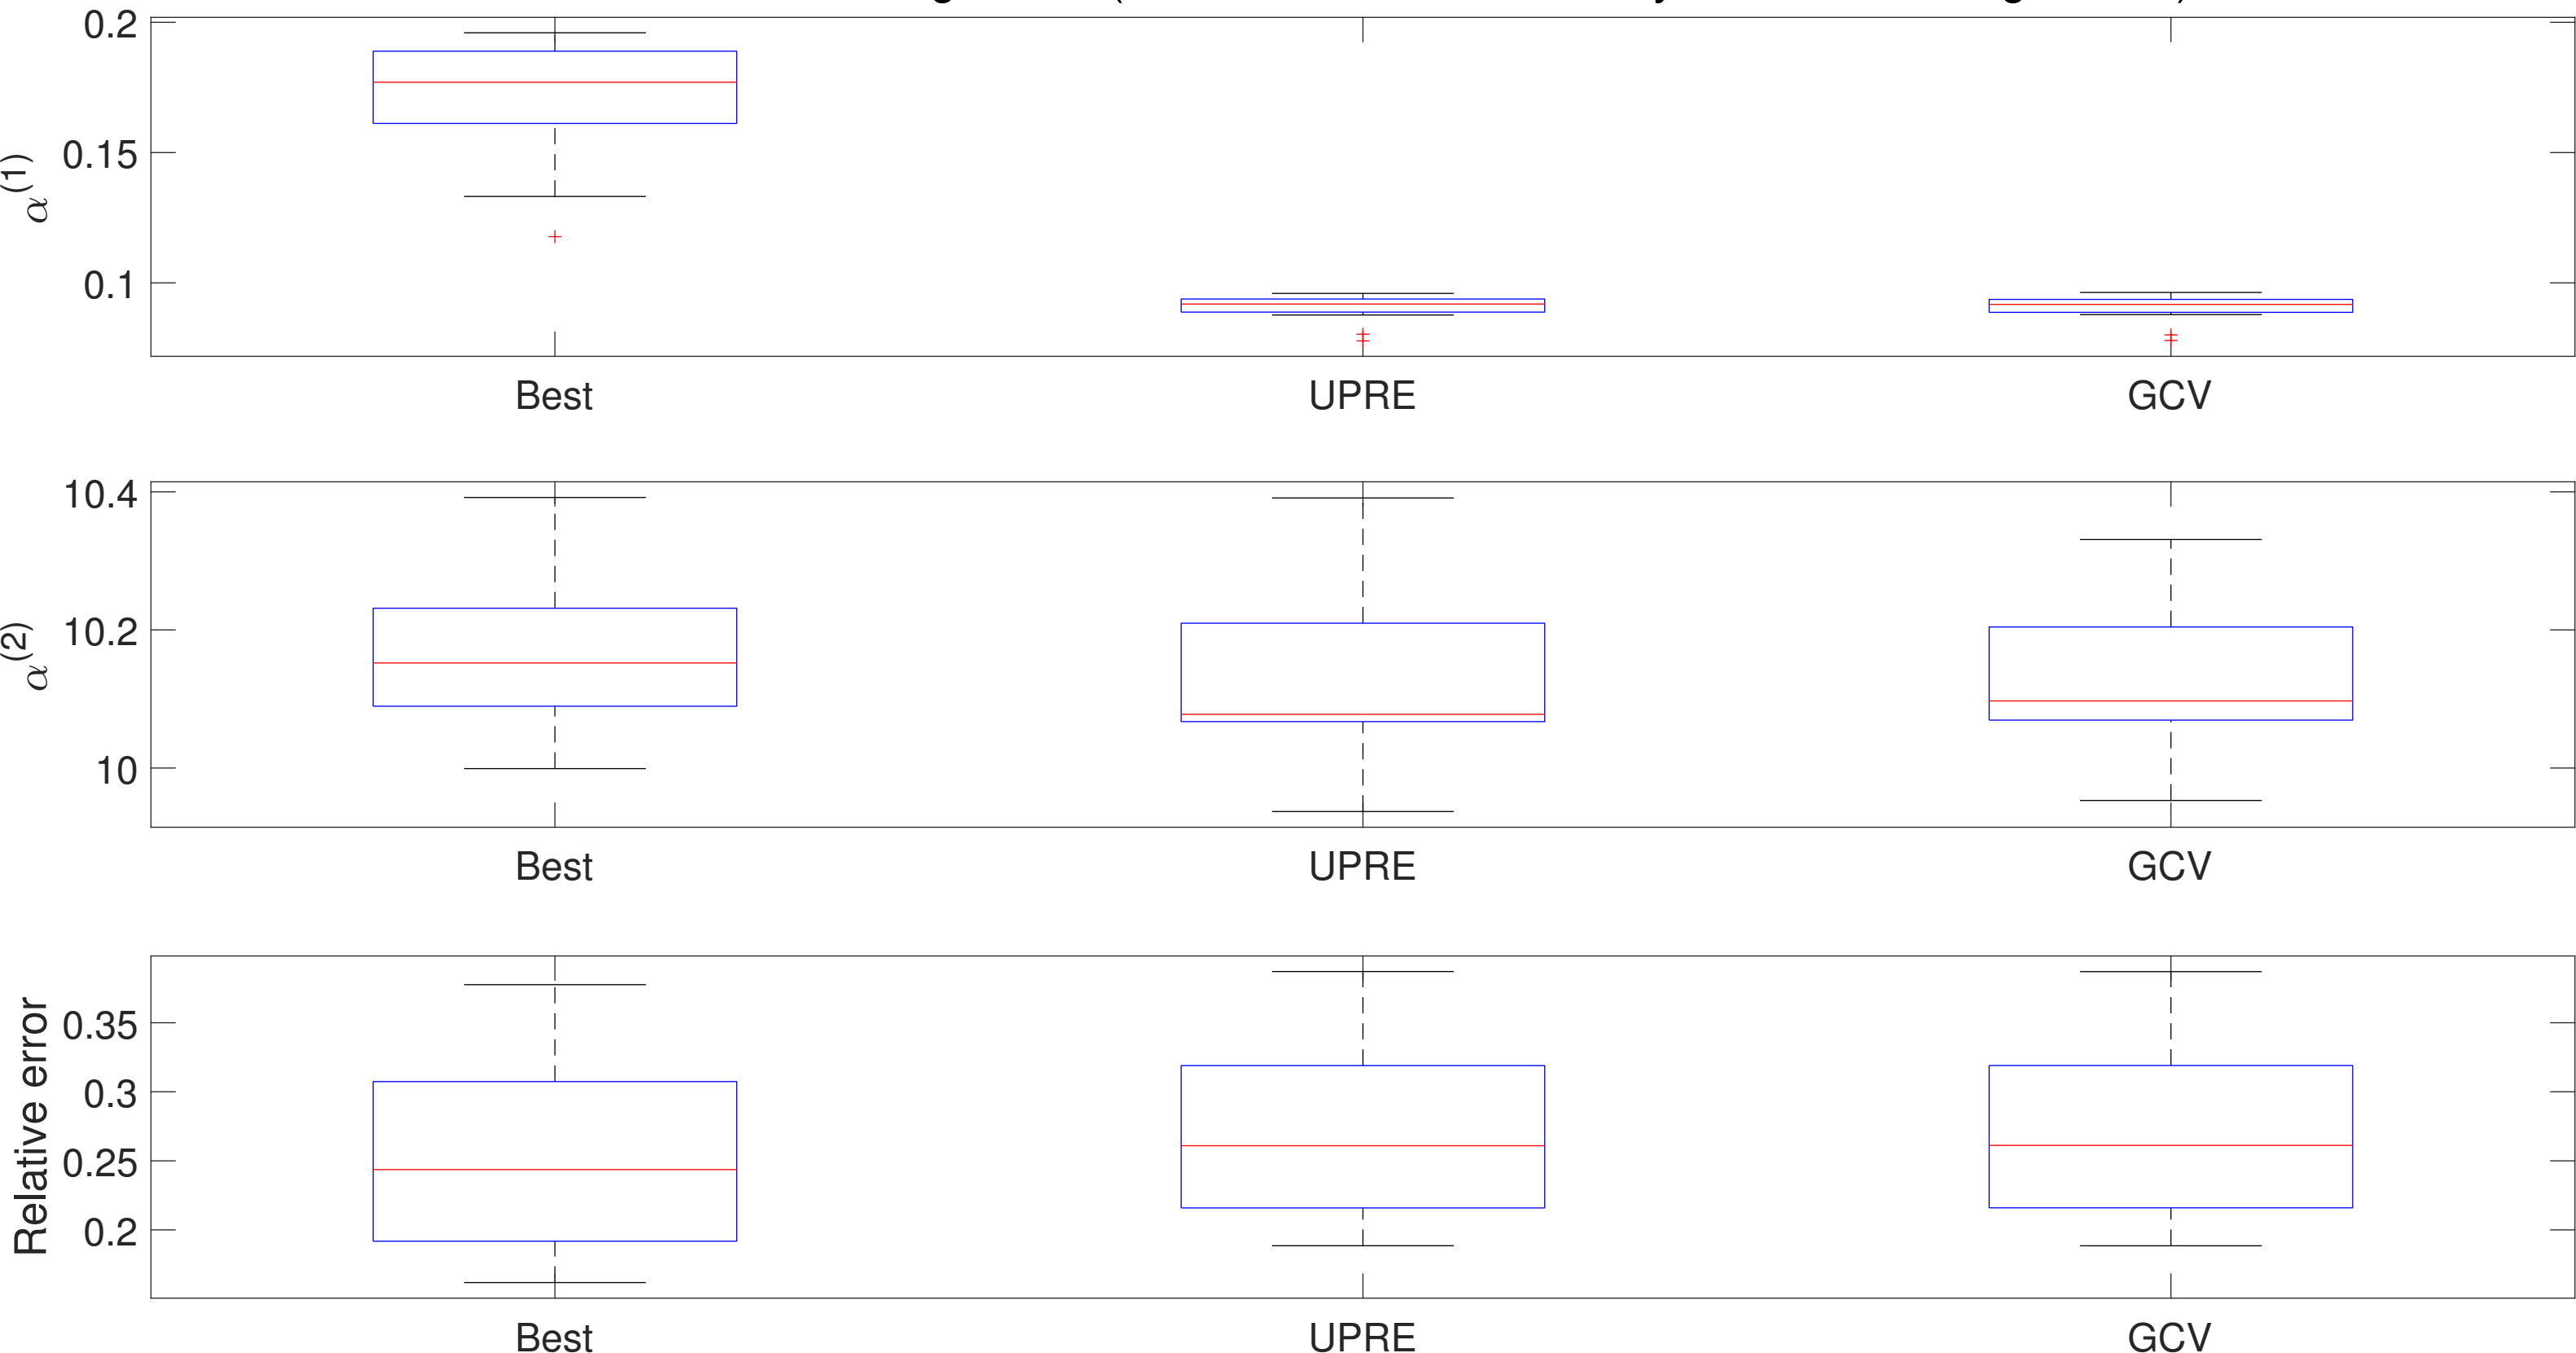 0.2
0.15
0.1
α(1)
Best UPRE GCV
10.4
10.2
10
α(2)
Best UPRE GCV
0.35
0.3
0.25
0.2
Relative error
Best UPRE GCV